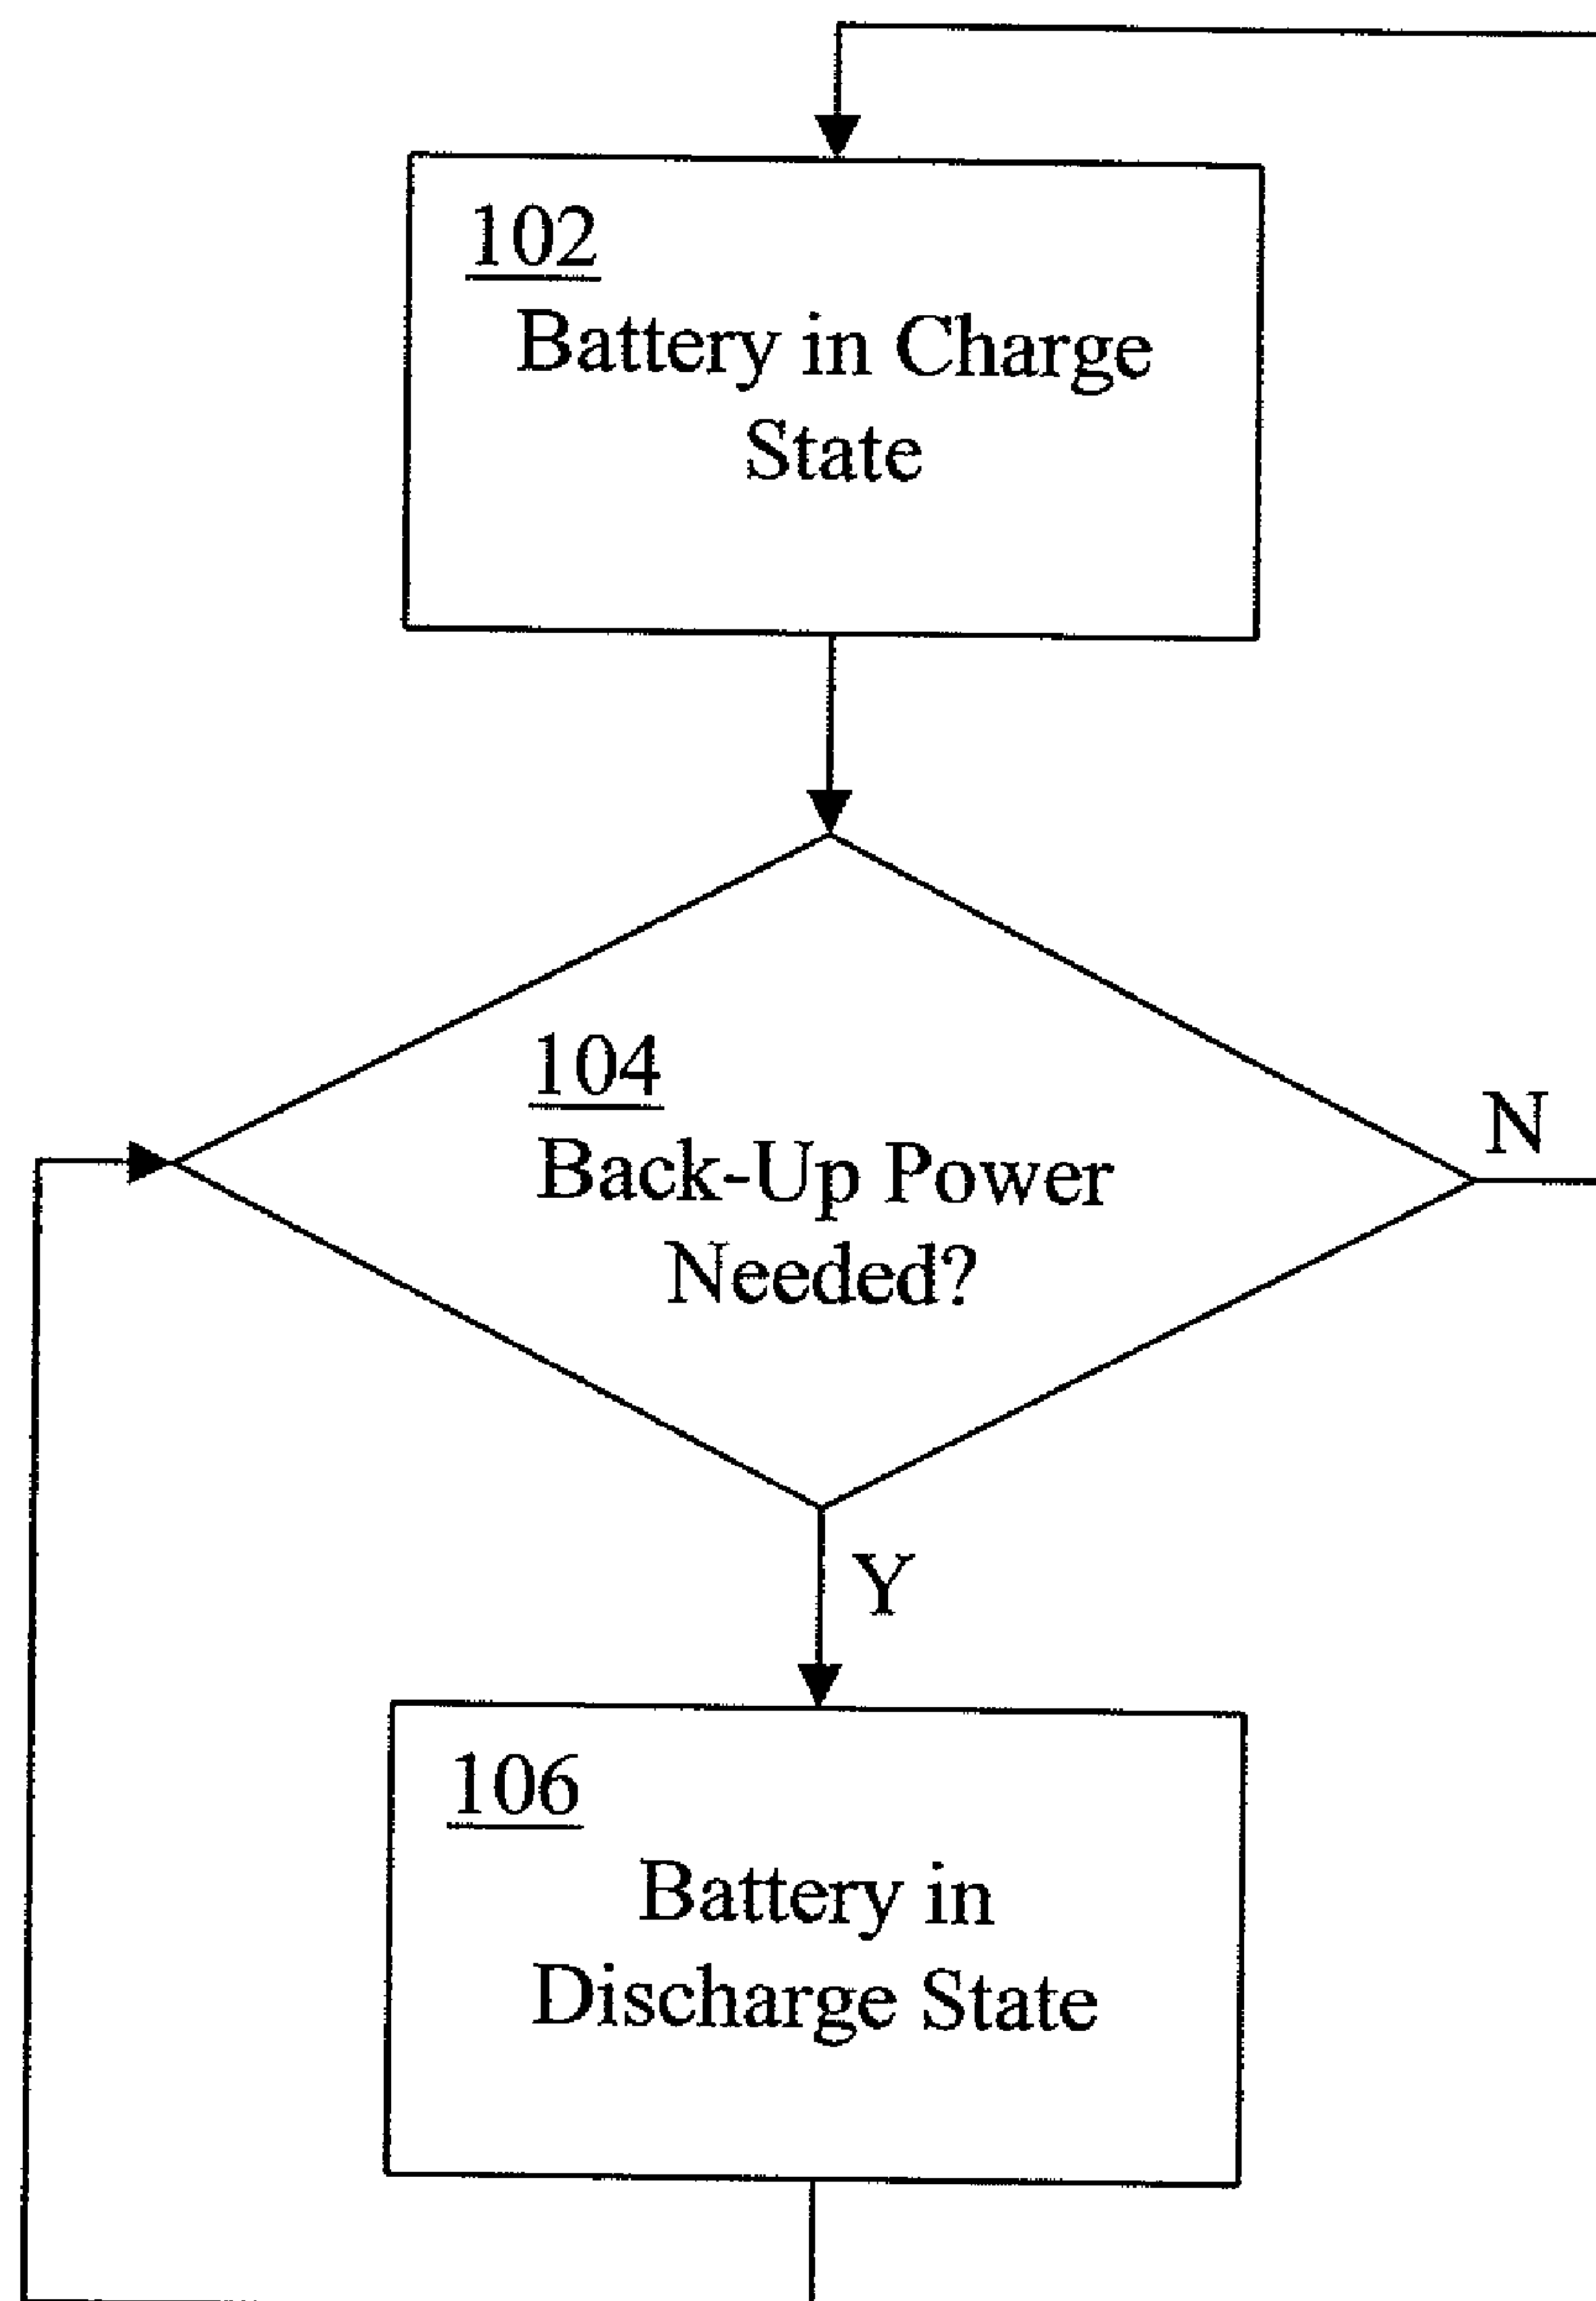 102
Battery in Charge
State
104
Back-Up Power
Needed?
N
Y
106
Battery in
Discharge State